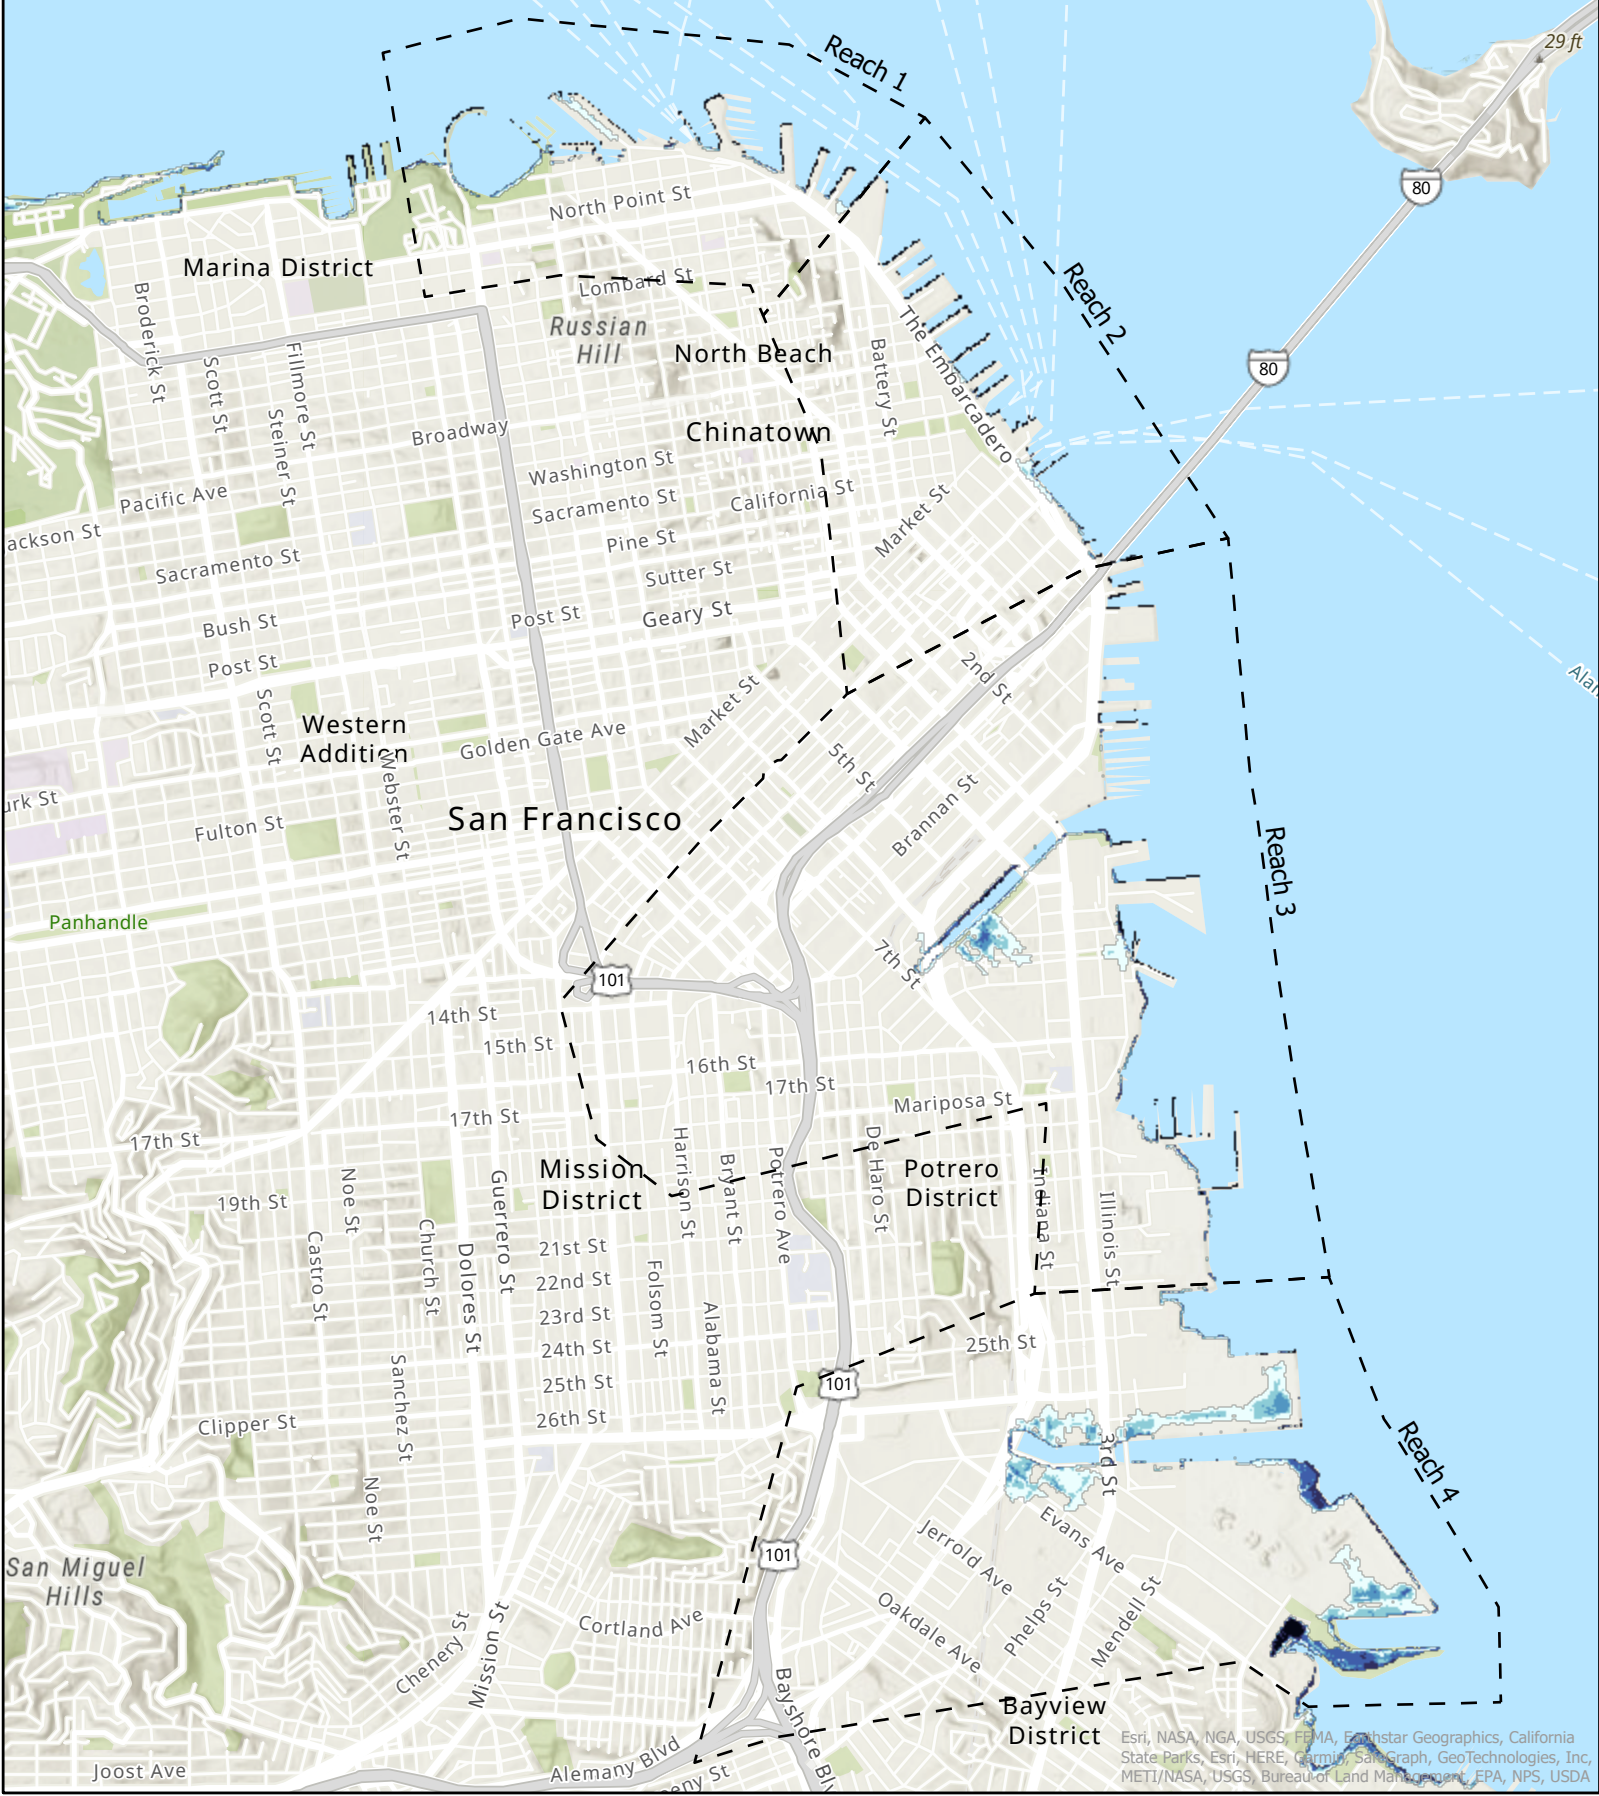 29 ft
Reach 1
80
North Point St
Marina District
Lombard St
Reach 2
Broderick St
Russian
Hill
North Beach
The Embarcadero
Battery St
80
Scott St
Fillmore St
Steiner St
Broadway
Chinatown
Washington St
Pacific Ave
Sacramento St
California St
Market St
ackson St
Pine St
Sacramento St
Sutter St
Geary St
Post St
Bush St
Post St
2nd St
Alan
Scott St
Market St
Western
Addition
Golden Gate Ave
Webster St
5th St
urk St
San Francisco
Brannan St
Fulton St
Reach 3
Panhandle
7th St
101
14th St
15th St
16th St
17th St
Mariposa St
17th St
17th St
Mission
District
Harrison St
Bryant St
Potrero Ave
De Haro St
Potrero
District
Indiana St
Illinois St
19th St
Noe St
Guerrero St
Castro St
Church St
Dolores St
21st St
22nd St
23rd St
24th St
25th St
26th St
Folsom St
Alabama St
25th St
101
Sanchez St
Clipper St
3rd St
Reach 4
Noe St
Evans Ave
Jerrold Ave
101
San Miguel
Hills
Cortland Ave
Chenery St
Mission St
Oakdale Ave
Phelps St
Mendell St
Bayshore Blv
Bayview
District
Joost Ave
Alemany Blvd
eny St
Esri, NASA, NGA, USGS, FEMA, Earthstar Geographics, California
State Parks, Esri, HERE, Garmin, SafeGraph, GeoTechnologies, Inc,
METI/NASA, USGS, Bureau of Land Management, EPA, NPS, USDA